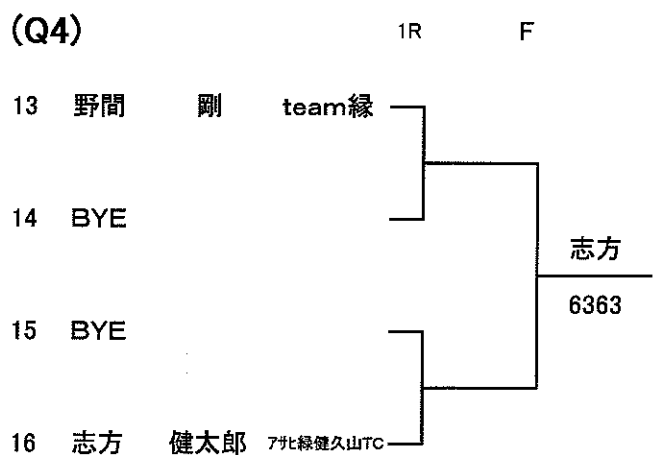 (Q4) 1R F
13 野間 剛 team縁
14 BYE
志方
15 BYE 6363
16 志方 健太郎 アサヒ緑健久山TC